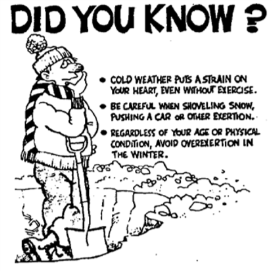 DID YOU KNOW?
• COLD WEATHER PUTS A STRAIN ON
YOUR HEART, EVEN WITHOUT EXERCISE.
• BE CAREFUL WHEN SHOVELING SNOW,
PUSHING A CAR OR OTHER EXERTION.
• REGARDLESS OF YOUR AGE OR PHYSICAL
CONDITION, AVOID OVEREXERTION IN
THE WINTER.